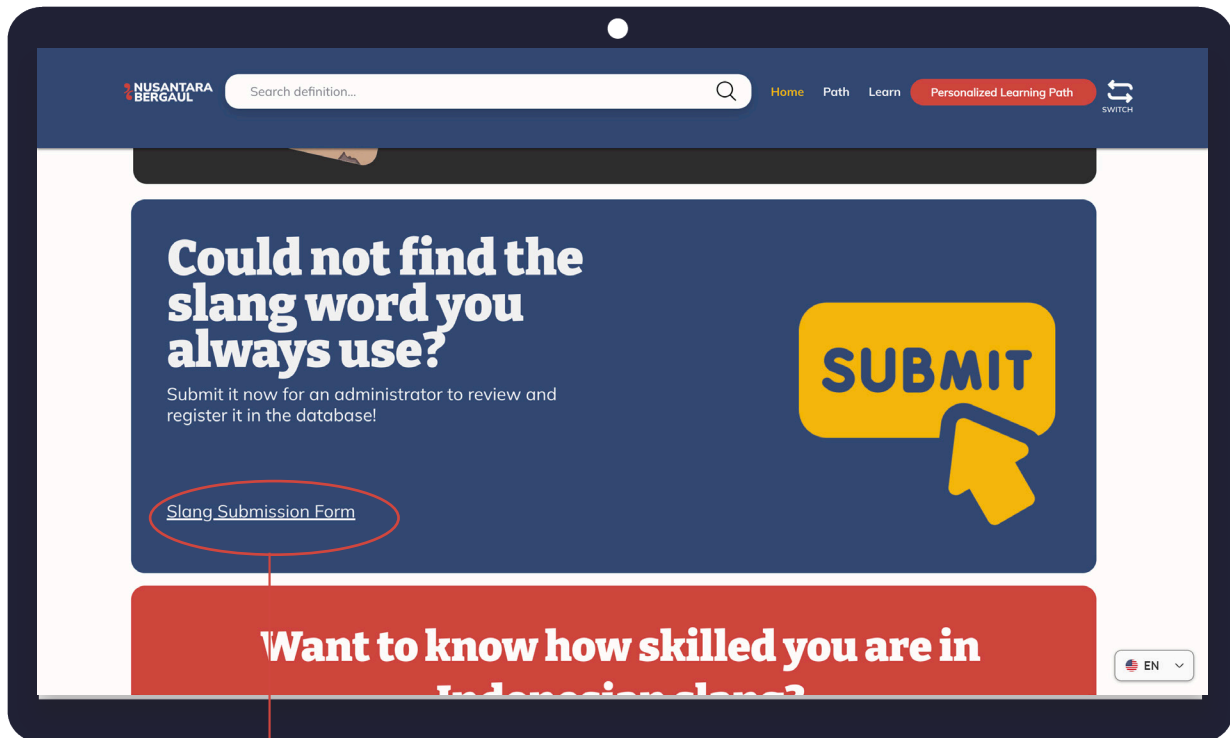 NUSANTARA
BERGAUL
Search definition...
Home Path Learn Personalized Learning Path
SWITCH
Could not find the
slang word you
always use?
Submit it now for an administrator to review and
register it in the database!
SUBMIT
Slang Submission Form
Want to know how skilled you are in
Indonesian slang?
EN